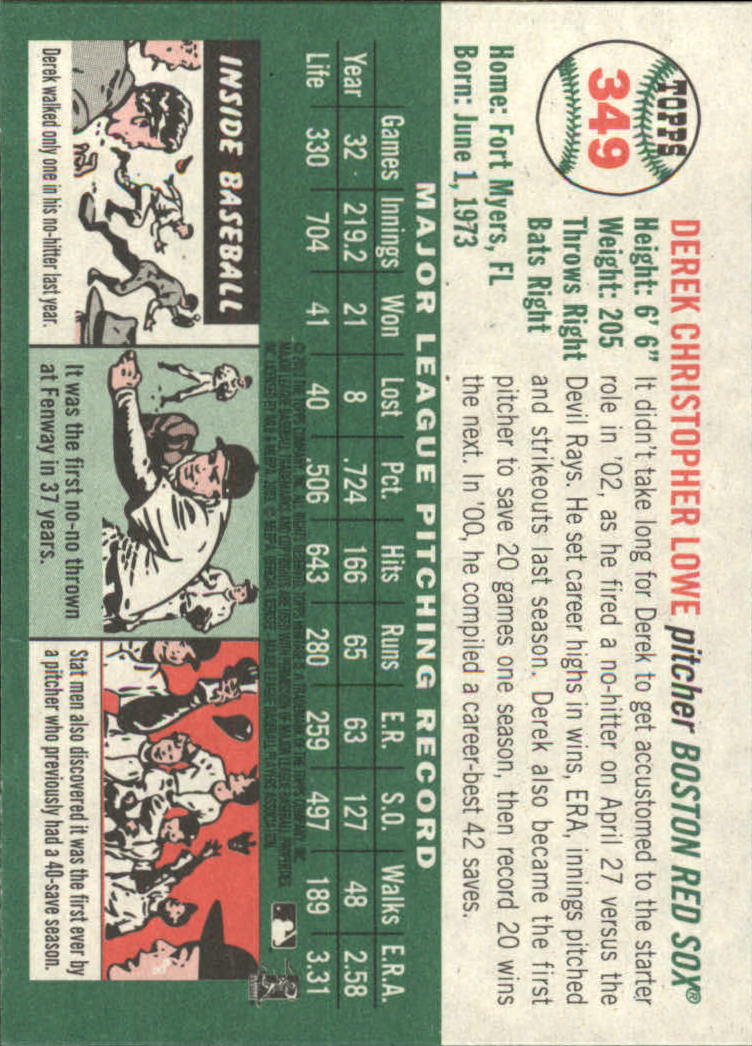 TOPPS
349
DEREK CHRISTOPHER LOWE pitcher BOSTON RED SOX®
Height: 6' 6"
Weight: 205
Throws Right
Bats Right
Home: Fort Myers, FL
Born: June 1, 1973
It didn't take long for Derek to get accustomed to the starter
role in '02, as he fired a no-hitter on April 27 versus the
Devil Rays. He set career highs in wins, ERA, innings pitched
and strikeouts last season. Derek also became the first
pitcher to save 20 games one season, then record 20 wins
the next. In '00, he compiled a career-best 42 saves.
MAJOR LEAGUE PITCHING RECORD
Games Innings Won Lost Pct. Hits Runs E.R. S.O. Walks E.R.A.
Year 32 219.2 21 8 .724 166 65 63 127 48 2.58
Life 330 704 41 40 .506 643 280 259 497 189 3.31
INSIDE BASEBALL
Derek walked only one in his no-hitter last year.
It was the first no-no thrown
at Fenway in 37 years.
Stat men also discovered it was the first ever by
a pitcher who previously had a 40-save season.